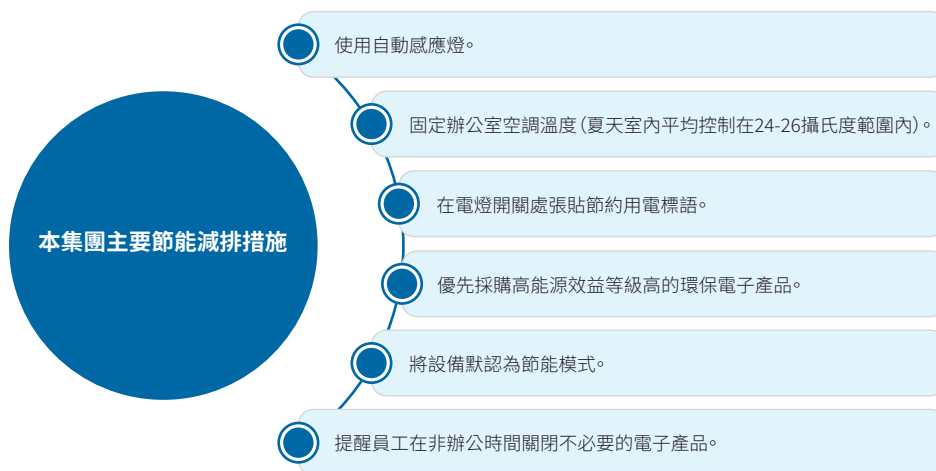 使用自動感應燈。
固定辦公室空調溫度（夏天室內平均控制在24-26攝氏度範圍內）。
在電燈開關處張貼節約用電標語。
本集團主要節能減排措施
優先採購高能源效益等級高的環保電子產品。
將設備默認為節能模式。
提醒員工在非辦公時間關閉不必要的電子產品。